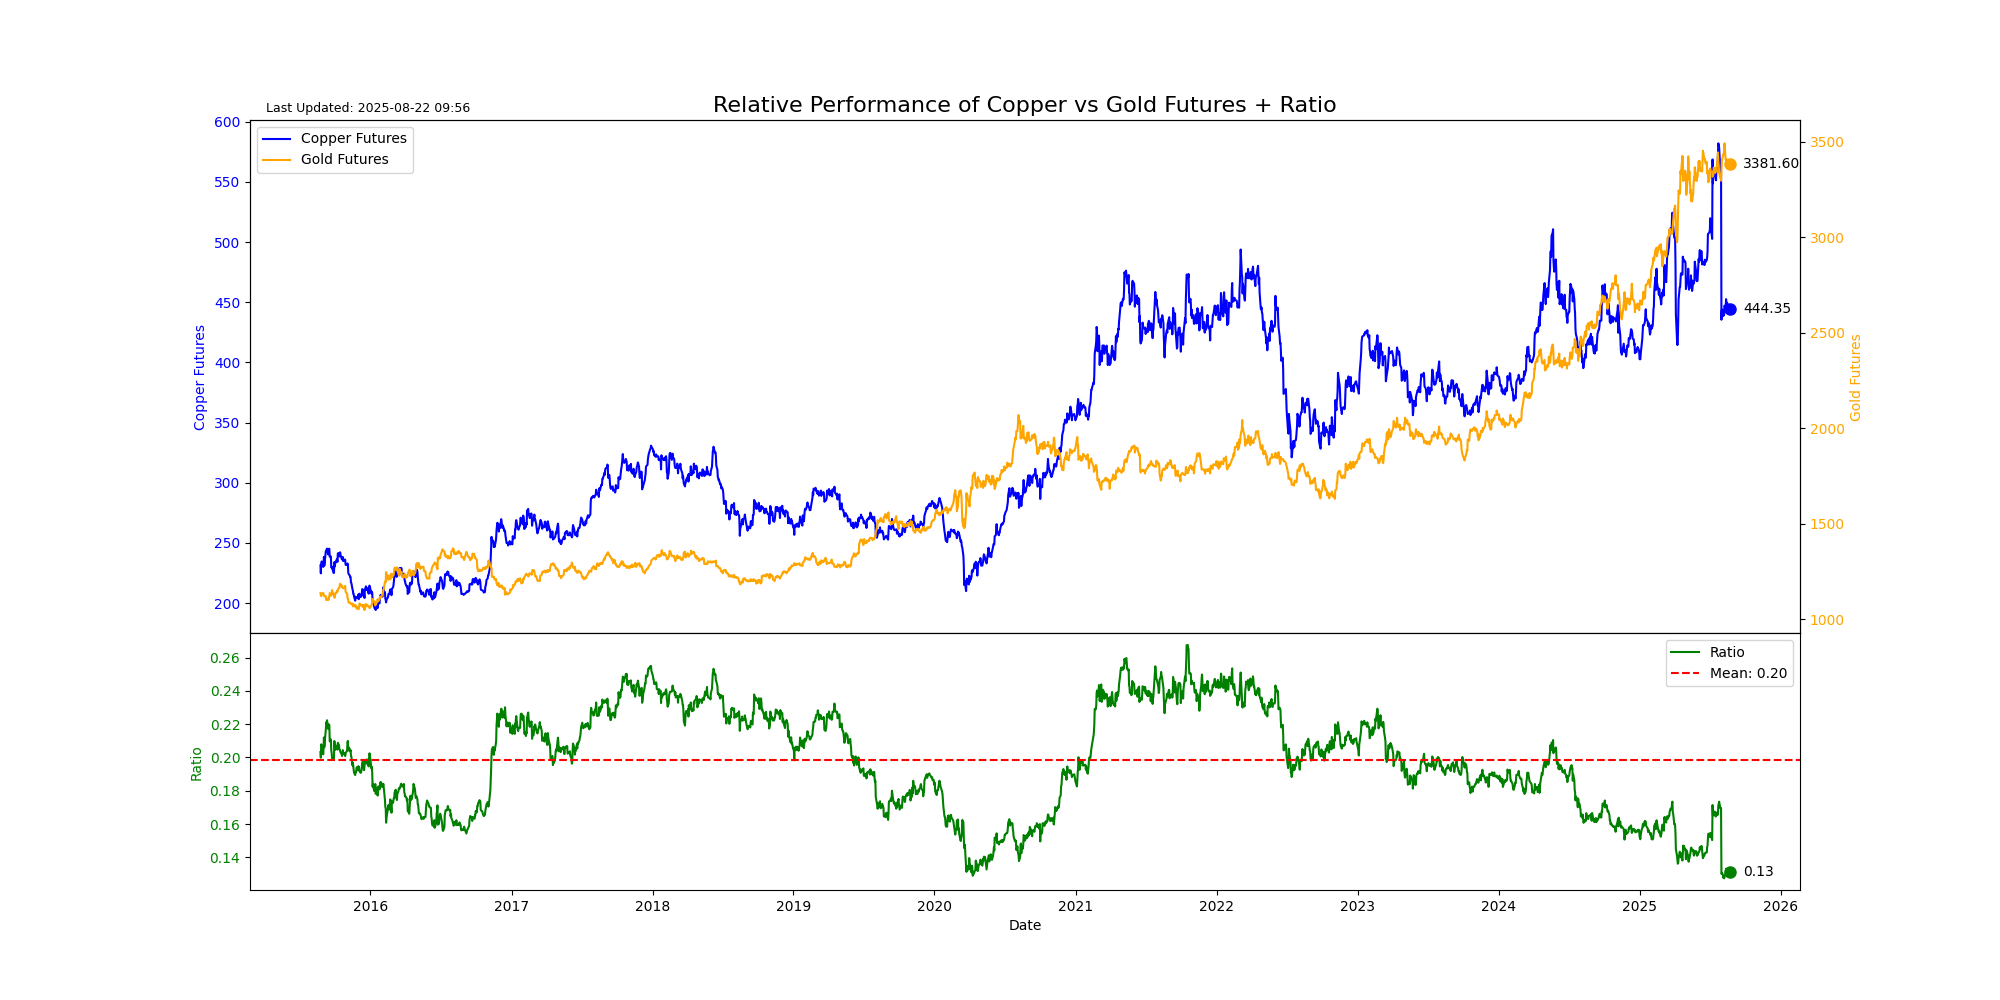 Last Updated: 2025-08-22 09:56
Relative Performance of Copper vs Gold Futures + Ratio
Copper Futures
Gold Futures
600
550
500
450
400
350
300
250
200
Copper Futures
3500
3000
2500
2000
1500
1000
Gold Futures
3381.60
444.35
Ratio
Mean: 0.20
0.26
0.24
0.22
0.20
0.18
0.16
0.14
Ratio
0.13
2016 2017 2018 2019 2020 2021 2022 2023 2024 2025 2026
Date